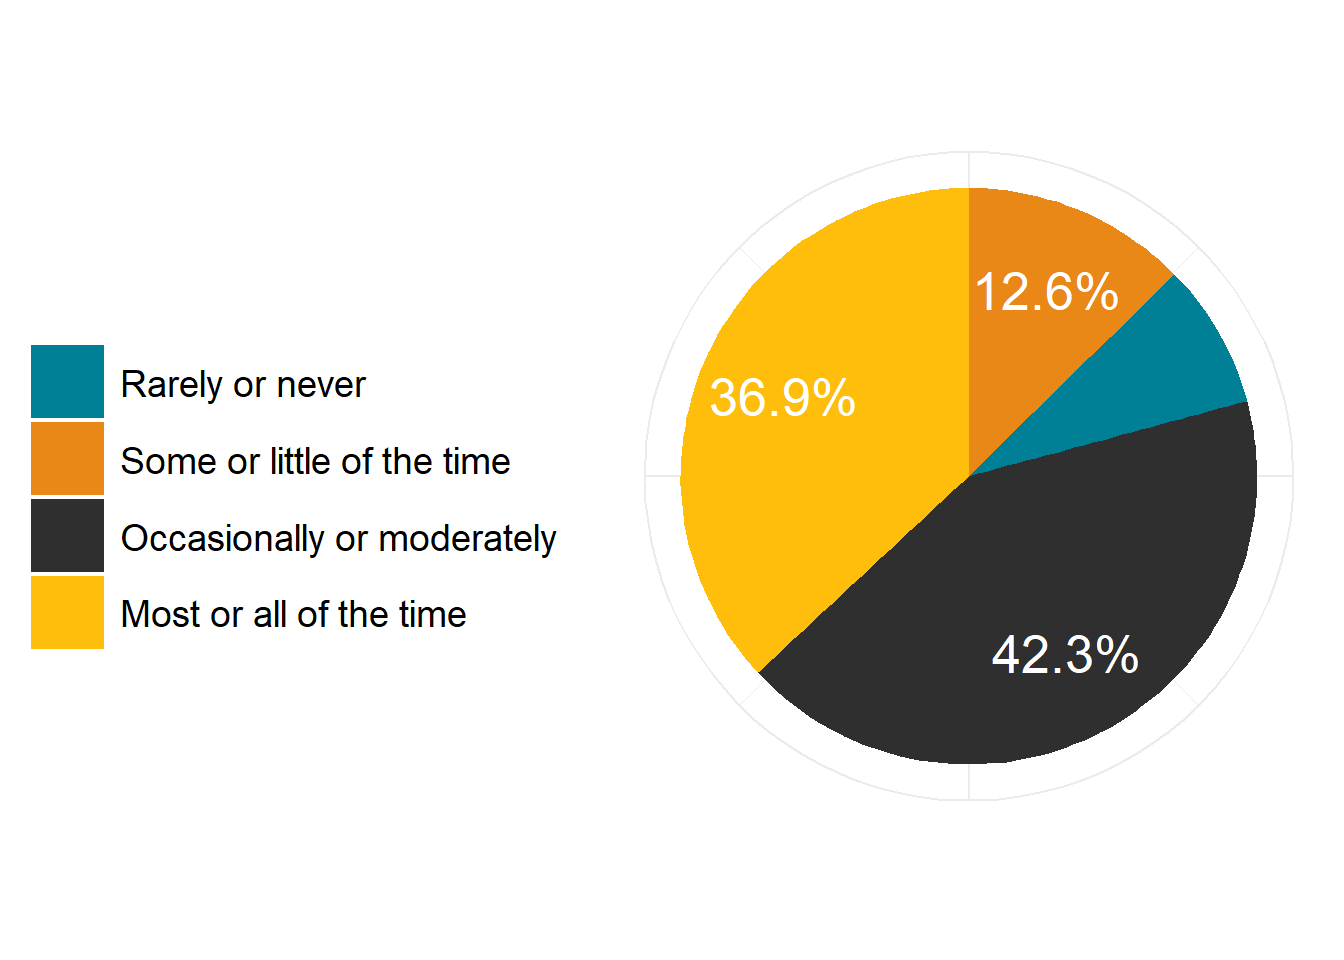 Rarely or never
Some or little of the time
Occasionally or moderately
Most or all of the time
12.6%
36.9%
42.3%